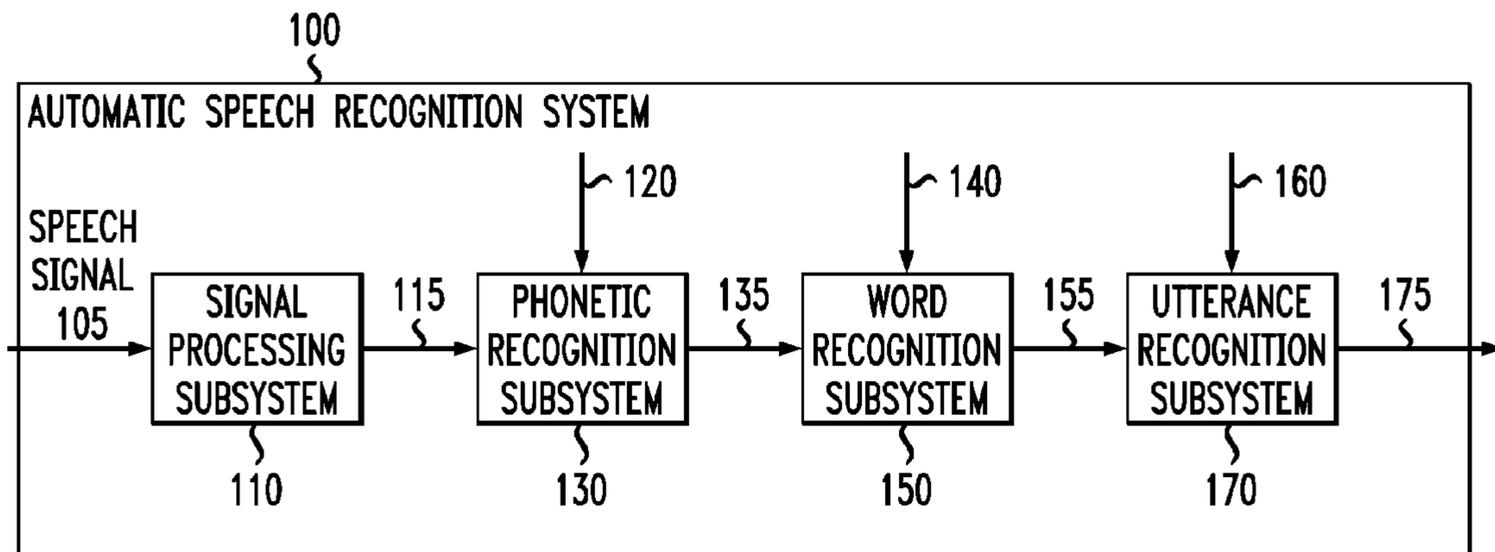 100
AUTOMATIC SPEECH RECOGNITION SYSTEM
120
140
160
SPEECH
SIGNAL
105
SIGNAL
PROCESSING
SUBSYSTEM
115
PHONETIC
RECOGNITION
SUBSYSTEM
135
WORD
RECOGNITION
SUBSYSTEM
155
UTTERANCE
RECOGNITION
SUBSYSTEM
175
110
130
150
170